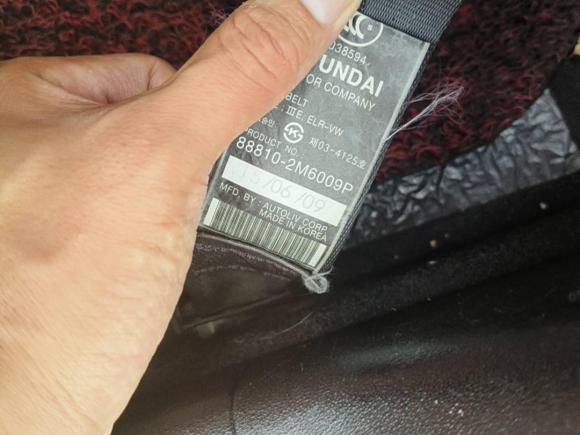 038594
UNDAI
OR COMPANY
BELT
, ⅢE, ELR-VW
제03-4125호
PRODUCT NO.
88810-2M6009P
15/06/09
MFD. BY : AUTOLIV CORP
MADE IN KOREA